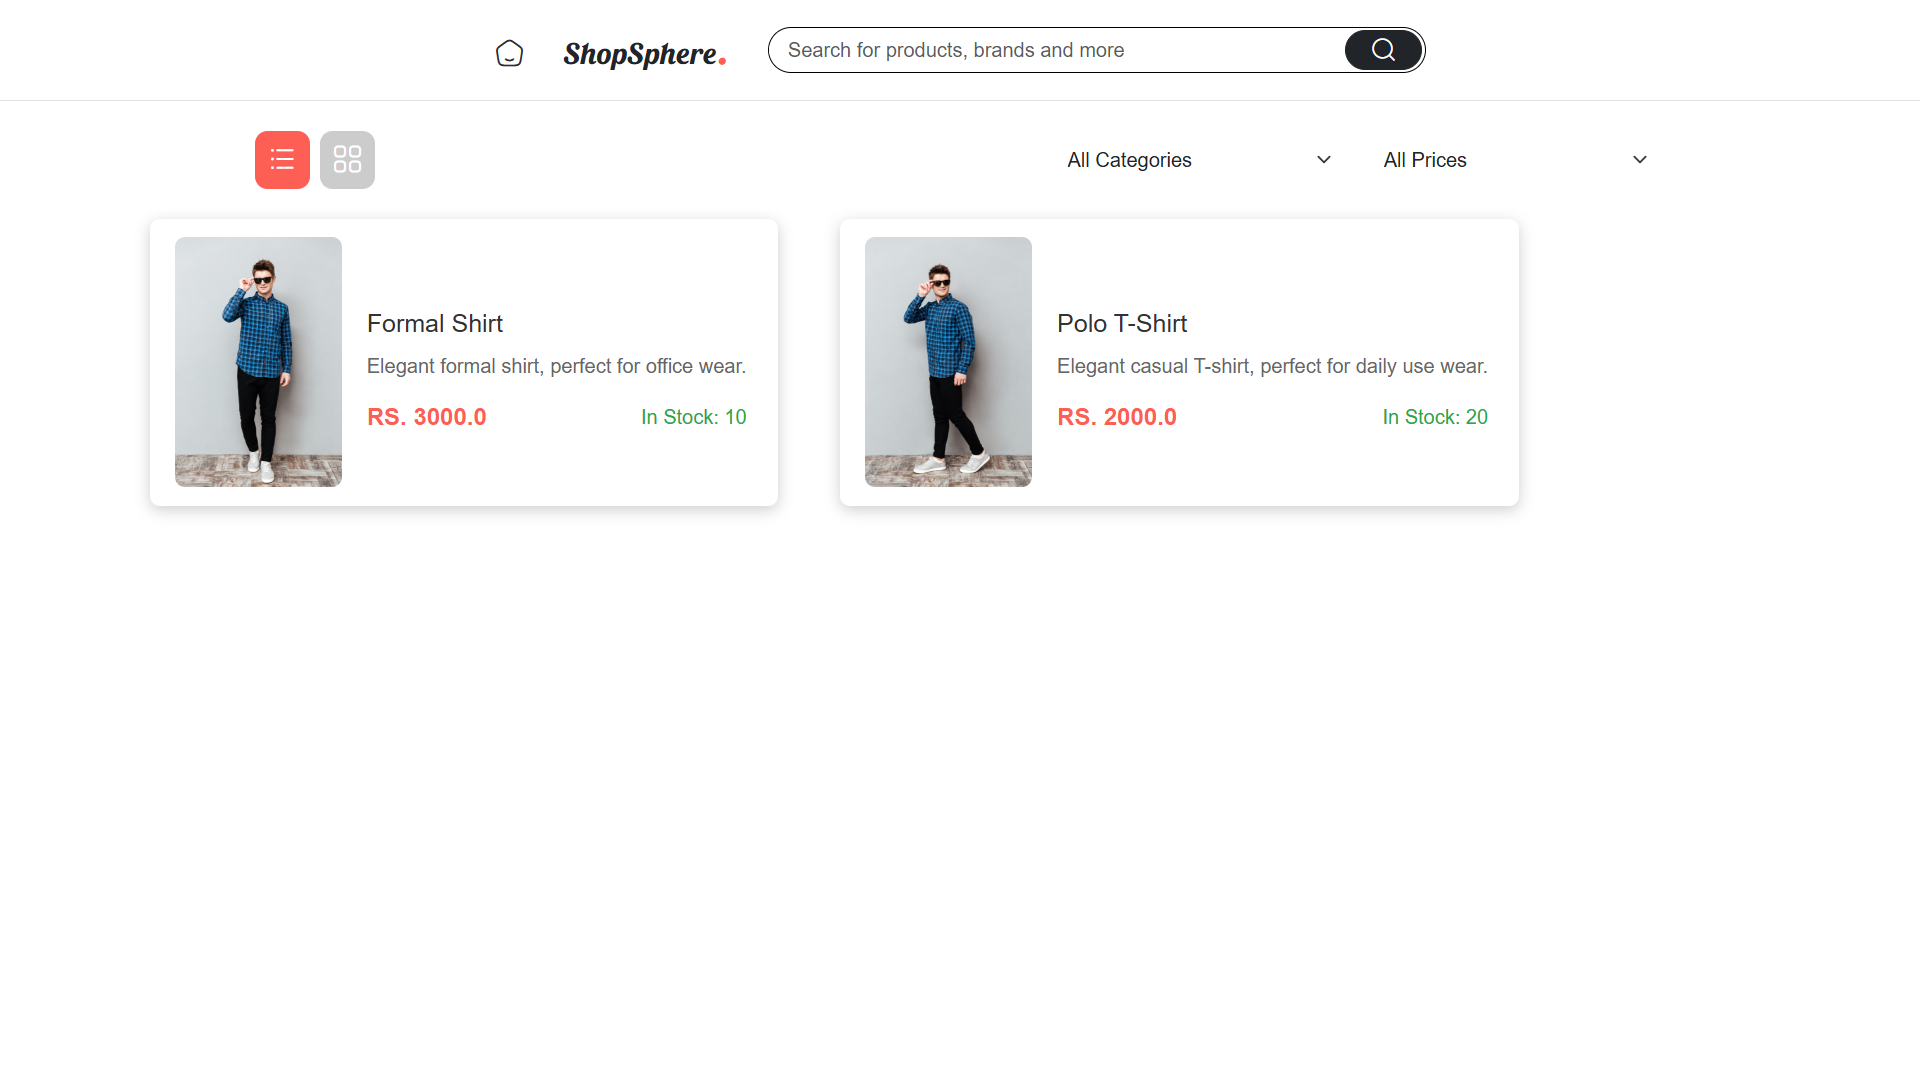 ShopSphere.
Search for products, brands and more
All Categories
All Prices
Formal Shirt
Elegant formal shirt, perfect for office wear.
RS. 3000.0
In Stock: 10
Polo T-Shirt
Elegant casual T-shirt, perfect for daily use wear.
RS. 2000.0
In Stock: 20